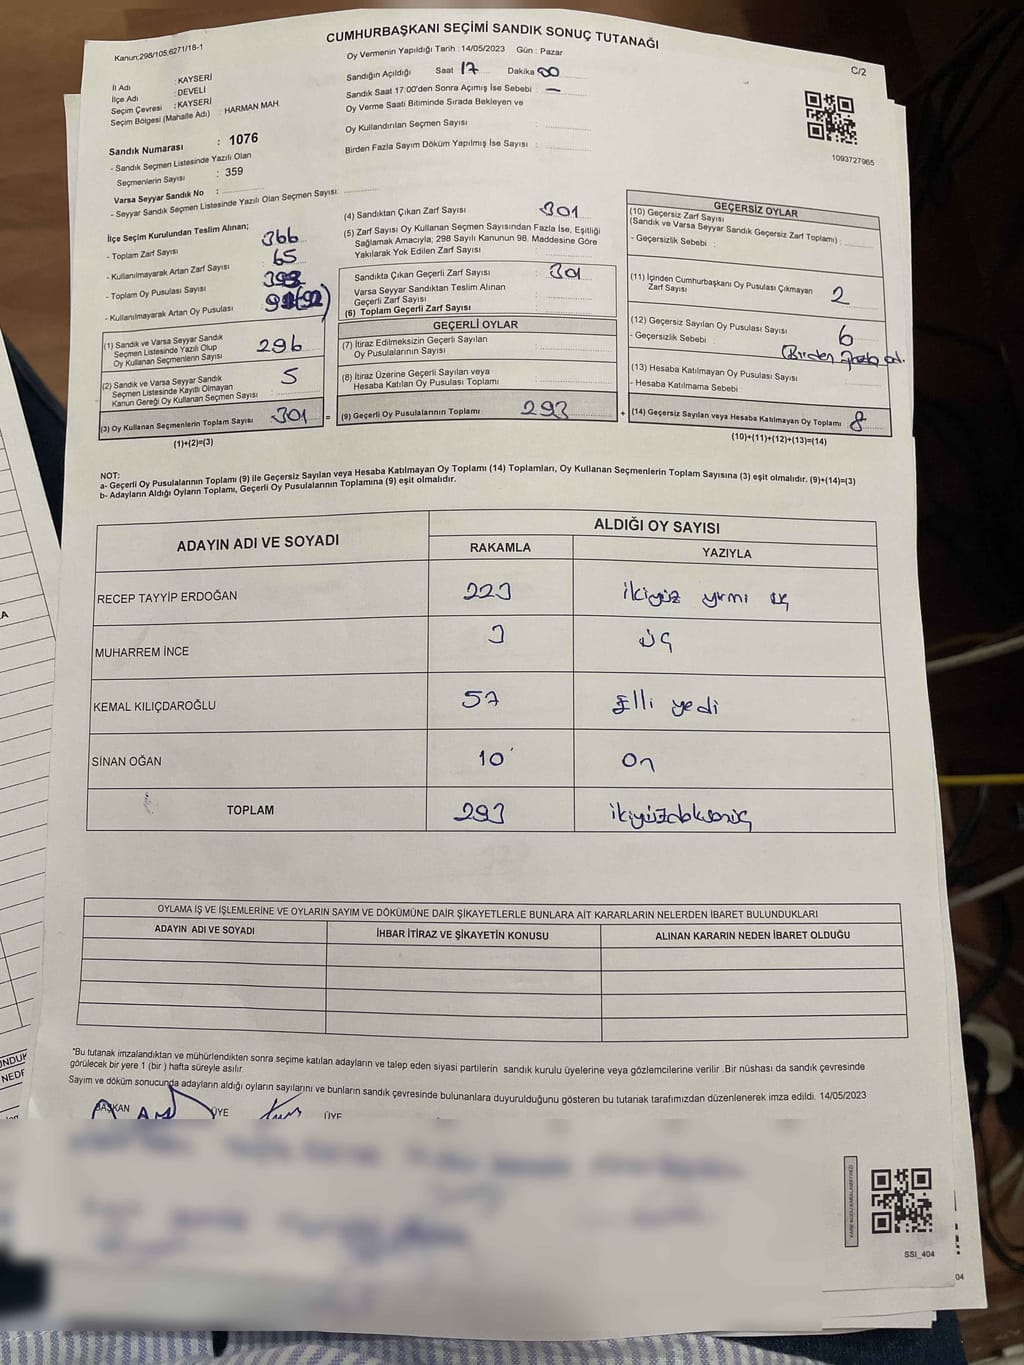 Kanun:298/105,6271/18-1
CUMHURBAŞKANI SEÇİMİ SANDIK SONUÇ TUTANAĞI
C/2
Oy Vermenin Yapıldığı Tarih : 14/05/2023 Gün : Pazar
Sandığın Açıldığı Saat 17 Dakika 00
Sandık Saat 17:00'den Sonra Açımış İse Sebebi : —
Oy Verme Saati Bitiminde Sırada Bekleyen ve
Oy Kullandırılan Seçmen Sayısı :
Birden Fazla Sayım Döküm Yapılmış İse Sayısı :
İl Adı : KAYSERİ
İlçe Adı : DEVELİ
Seçim Çevresi : KAYSERİ
Seçim Bölgesi (Mahalle Adı) : HARMAN MAH.
1093727965
Sandık Numarası : 1076
- Sandık Seçmen Listesinde Yazılı Olan
Seçmenlerin Sayısı : 359
Varsa Seyyar Sandık No :
- Seyyar Sandık Seçmen Listesinde Yazılı Olan Seçmen Sayısı:
İlçe Seçim Kurulundan Teslim Alınan;
- Toplam Zarf Sayısı : 366
- Kullanılmayarak Artan Zarf Sayısı : 65
- Toplam Oy Pusulası Sayısı :
- Kullanılmayarak Artan Oy Pusulası : (92)
(1) Sandık ve Varsa Seyyar Sandık
Seçmen Listesinde Yazılı Olup
Oy Kullanan Seçmenlerin Sayısı : 296
(2) Sandık ve Varsa Seyyar Sandık
Seçmen Listesinde Kayıtlı Olmayan
Kanun Gereği Oy Kullanan Seçmen Sayısı : 5
(3) Oy Kullanan Seçmenlerin Toplam Sayısı : 301 =
(1)+(2)=(3)
(4) Sandıktan Çıkan Zarf Sayısı : 301
(5) Zarf Sayısı Oy Kullanan Seçmen Sayısından Fazla İse, Eşitliği
Sağlamak Amacıyla; 298 Sayılı Kanunun 98. Maddesine Göre
Yakılarak Yok Edilen Zarf Sayısı :
Sandıkta Çıkan Geçerli Zarf Sayısı : 301
Varsa Seyyar Sandıktan Teslim Alınan
Geçerli Zarf Sayısı :
(6) Toplam Geçerli Zarf Sayısı :
GEÇERLİ OYLAR
(7) İtiraz Edilmeksizin Geçerli Sayılan
Oy Pusulalarının Sayısı :
(8) İtiraz Üzerine Geçerli Sayılan veya
Hesaba Katılan Oy Pusulası Toplamı :
(9) Geçerli Oy Pusulalarının Toplamı : 293 +
GEÇERSİZ OYLAR
(10) Geçersiz Zarf Sayısı
(Sandık ve Varsa Seyyar Sandık Geçersiz Zarf Toplamı) :
- Geçersizlik Sebebi :
(11) İçinden Cumhurbaşkanı Oy Pusulası Çıkmayan
Zarf Sayısı : 2
(12) Geçersiz Sayılan Oy Pusulası Sayısı : 6
- Geçersizlik Sebebi : (Birden fazla
(13) Hesaba Katılmayan Oy Pusulası Sayısı :
- Hesaba Katılmama Sebebi :
(14) Geçersiz Sayılan veya Hesaba Katılmayan Oy Toplamı : 8
(10)+(11)+(12)+(13)=(14)
NOT:
a- Geçerli Oy Pusulalarının Toplamı (9) ile Geçersiz Sayılan veya Hesaba Katılmayan Oy Toplamı (14) Toplamları, Oy Kullanan Seçmenlerin Toplam Sayısına (3) eşit olmalıdır. (9)+(14)=(3)
b- Adayların Aldığı Oyların Toplamı, Geçerli Oy Pusulalarının Toplamına (9) eşit olmalıdır.
ADAYIN ADI VE SOYADI ALDIĞI OY SAYISI
RAKAMLA YAZIYLA
RECEP TAYYİP ERDOĞAN 223 ikiyüz yirmi üç
MUHARREM İNCE 3 üç
KEMAL KILIÇDAROĞLU 57 Elli yedi
SİNAN OĞAN 10 on
TOPLAM 293
OYLAMA İŞ VE İŞLEMLERİNE VE OYLARIN SAYIM VE DÖKÜMÜNE DAİR ŞİKAYETLERLE BUNLARA AİT KARARLARIN NELERDEN İBARET BULUNDUKLARI
ADAYIN ADI VE SOYADI İHBAR İTİRAZ VE ŞİKAYETİN KONUSU ALINAN KARARIN NEDEN İBARET OLDUĞU
"Bu tutanak imzalandıktan ve mühürlendikten sonra seçime katılan adayların ve talep eden siyasi partilerin sandık kurulu üyelerine veya gözlemcilerine verilir .Bir nüshası da sandık çevresinde
görülecek bir yere 1 (bir ) hafta süreyle asılır.
Sayım ve döküm sonucunda adayların aldığı oyların sayılarını ve bunların sandık çevresinde bulunanlara duyurulduğunu gösteren bu tutanak tarafımızdan düzenlenerek imza edildi. 14/05/2023
BAŞKAN ÜYE ÜYE
SSI_404
04